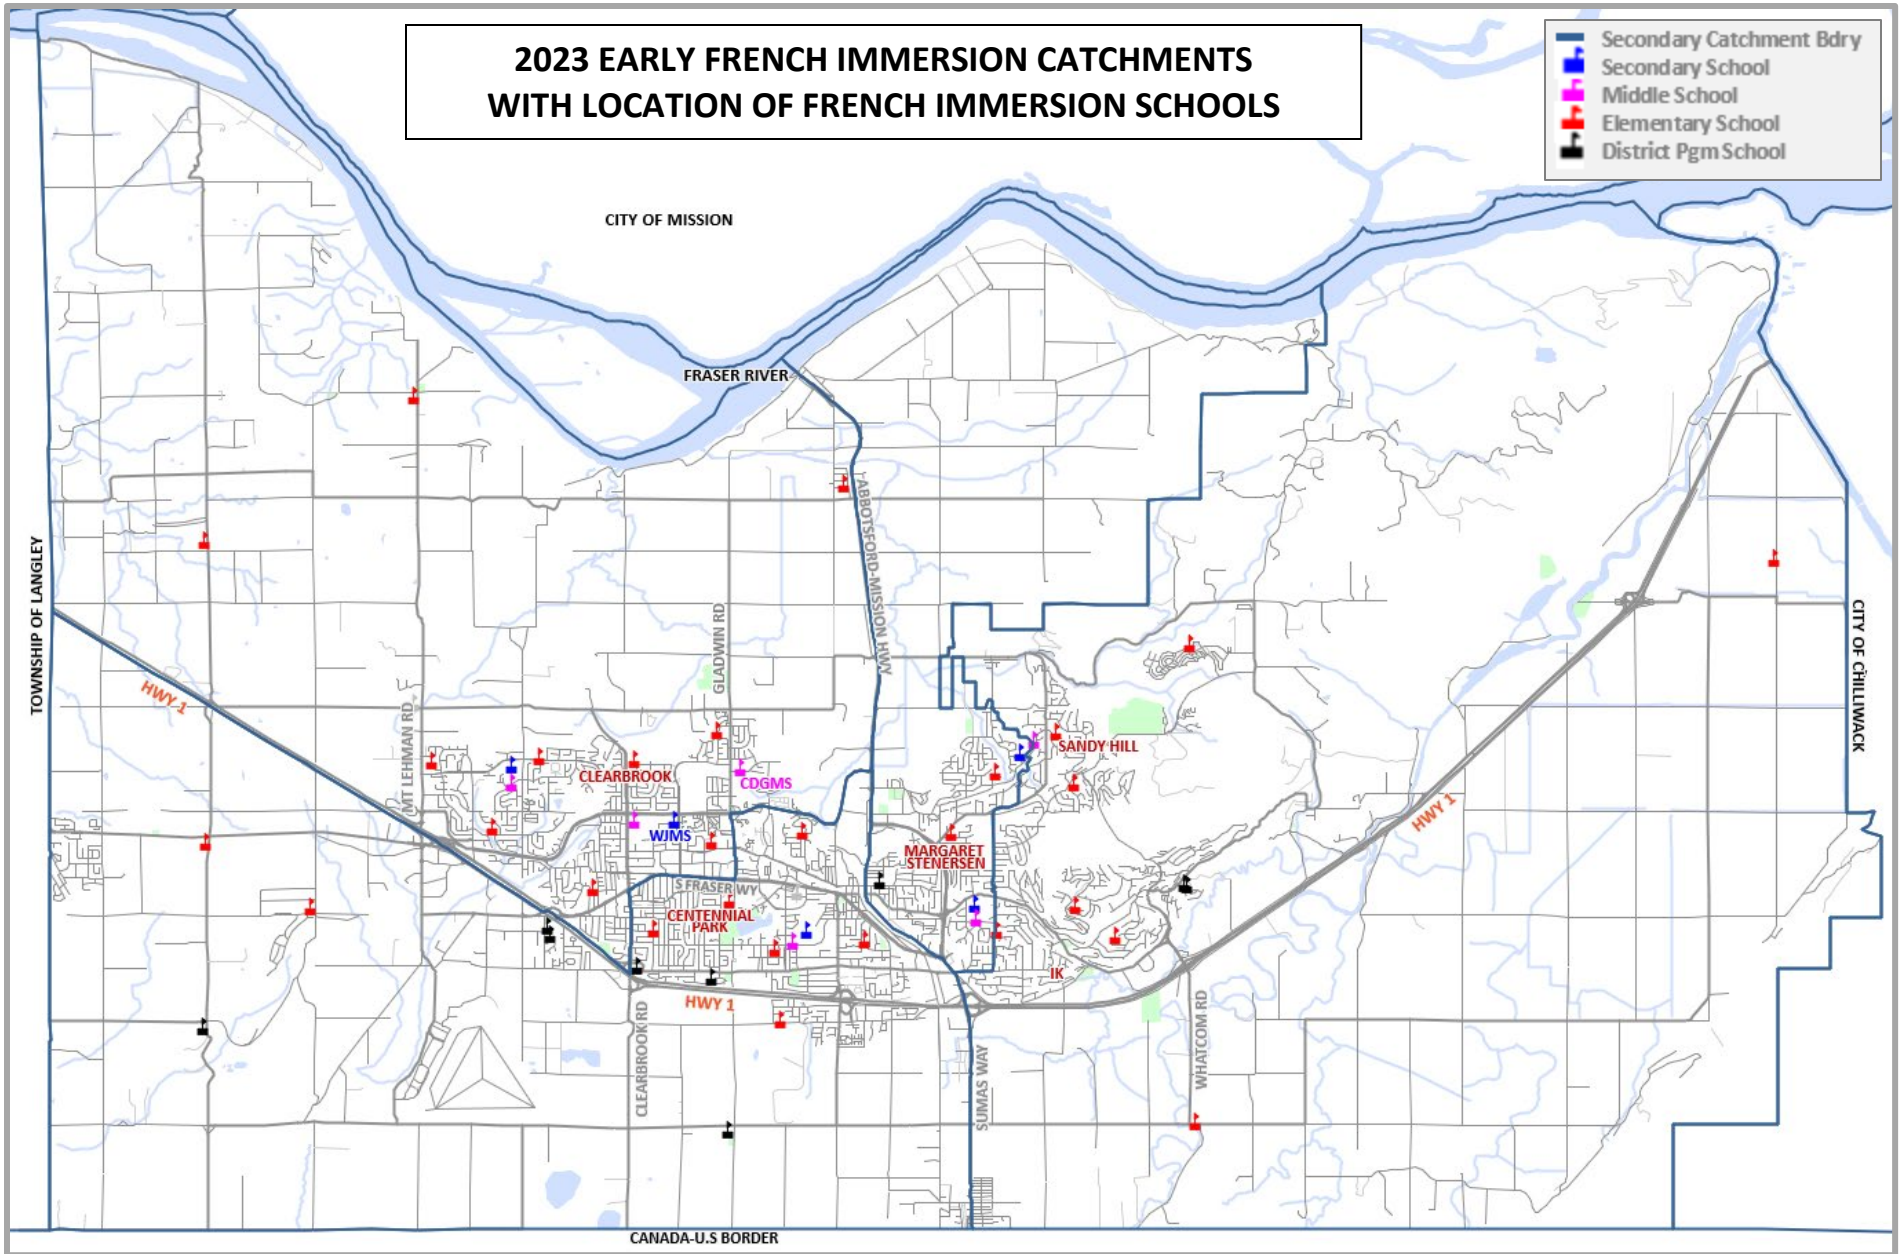 2023 EARLY FRENCH IMMERSION CATCHMENTS
WITH LOCATION OF FRENCH IMMERSION SCHOOLS
Secondary Catchment Bdry
Secondary School
Middle School
Elementary School
District Pgm School
CITY OF MISSION
FRASER RIVER
ABBOTSFORD-MISSION HWY
TOWNSHIP OF LANGLEY
CITY OF CHILLIWACK
HWY 1
MT LEHMAN RD
GLADWIN RD
CLEARBROOK
CDGMS
SANDY HILL
WJMS
HWY 1
MARGARET
STENERSEN
S FRASER WY
CENTENNIAL
PARK
IK
HWY 1
CLEARBROOK RD
SUMAS WAY
WHATCOM RD
CANADA-U.S BORDER